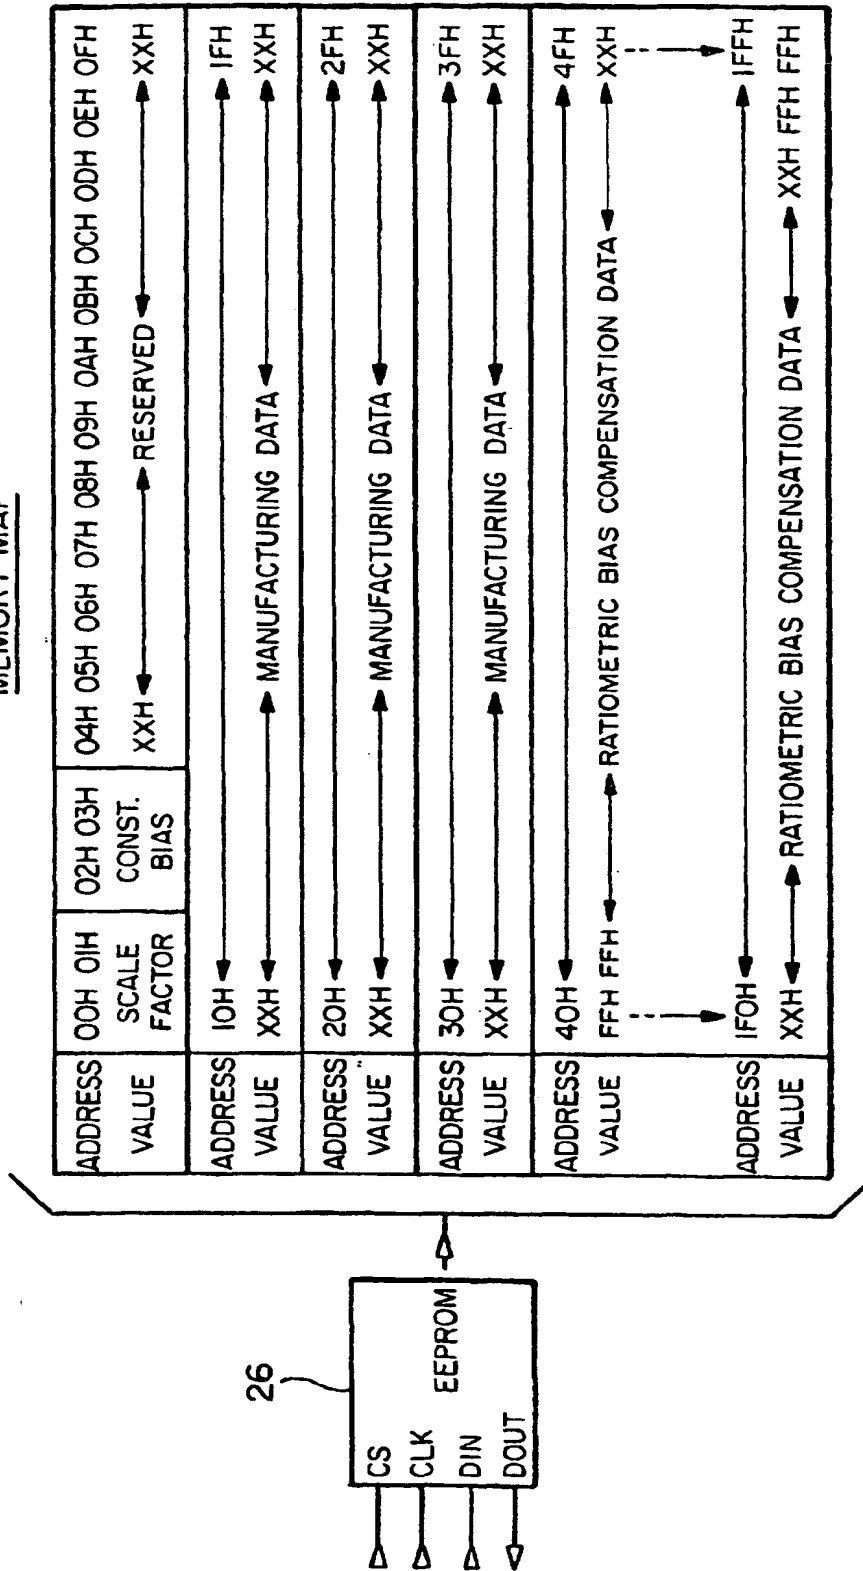 MEMORY MAP
ADDRESS 00H 01H 02H 03H 04H 05H 06H 07H 08H 09H 0AH 0BH 0CH 0DH 0EH 0FH
VALUE SCALE FACTOR CONST. BIAS XXH RESERVED XXH
ADDRESS 10H 1FH
VALUE XXH MANUFACTURING DATA XXH
ADDRESS 20H 2FH
VALUE XXH MANUFACTURING DATA XXH
ADDRESS 30H 3FH
VALUE XXH MANUFACTURING DATA XXH
ADDRESS 40H 4FH
VALUE FFH FFH RATIOMETRIC BIAS COMPENSATION DATA XXH
ADDRESS 1F0H 1FFH
VALUE XXH RATIOMETRIC BIAS COMPENSATION DATA XXH FFH FFH
26
CS
CLK
DIN
DOUT
EEPROM